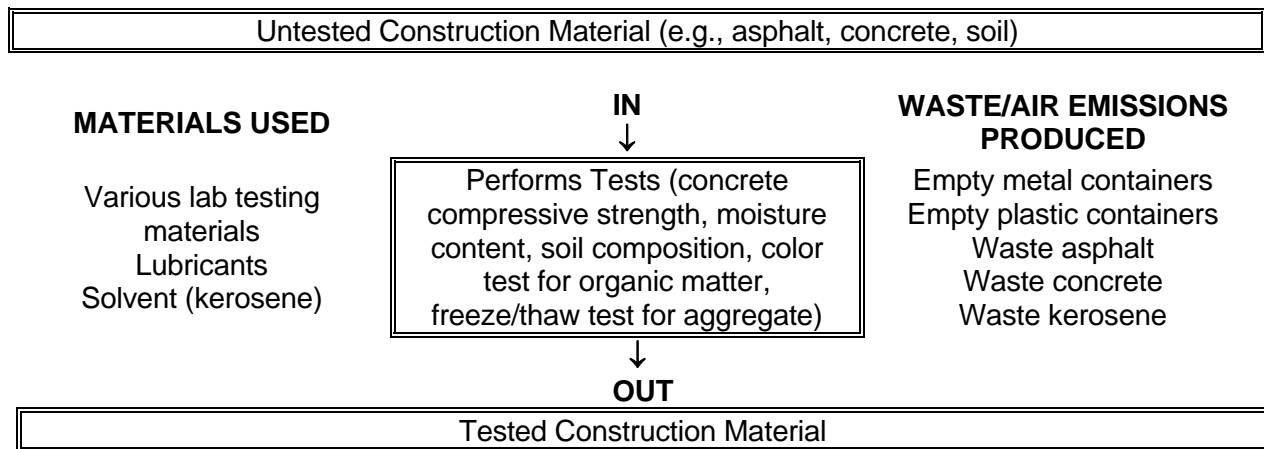 Untested Construction Material (e.g., asphalt, concrete, soil)
MATERIALS USED
Various lab testing
materials
Lubricants
Solvent (kerosene)
IN
↓
Performs Tests (concrete
compressive strength, moisture
content, soil composition, color
test for organic matter,
freeze/thaw test for aggregate)
↓
OUT
WASTE/AIR EMISSIONS
PRODUCED
Empty metal containers
Empty plastic containers
Waste asphalt
Waste concrete
Waste kerosene
Tested Construction Material